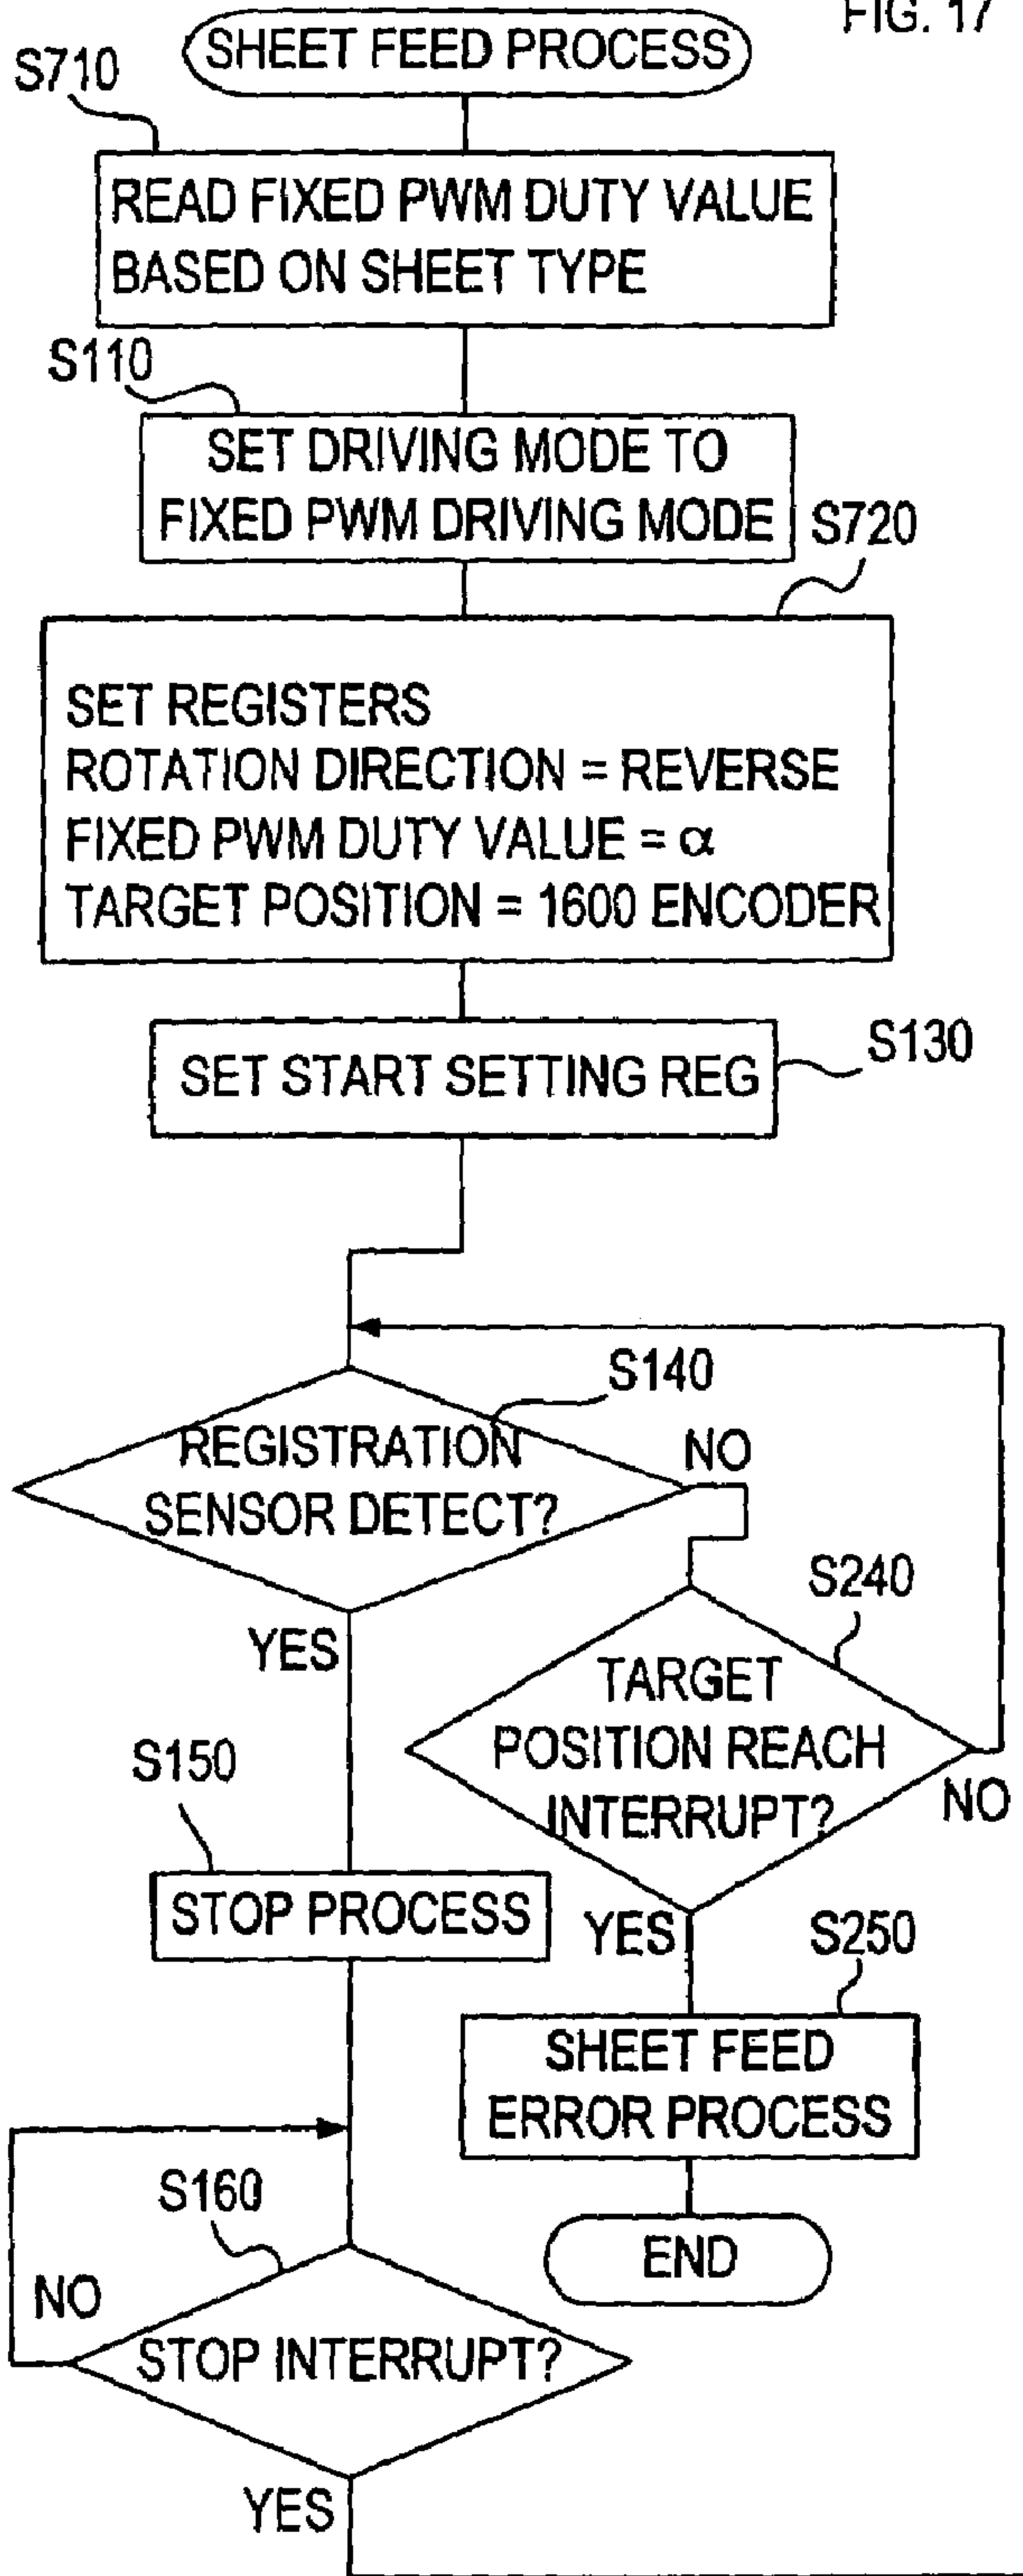 FIG. 17
SHEET FEED PROCESS
S710
READ FIXED PWM DUTY VALUE
BASED ON SHEET TYPE
S110
SET DRIVING MODE TO
FIXED PWM DRIVING MODE
S720
SET REGISTERS
ROTATION DIRECTION = REVERSE
FIXED PWM DUTY VALUE = α
TARGET POSITION = 1600 ENCODER
SET START SETTING REG
S130
S140
REGISTRATION
SENSOR DETECT?
NO
YES
S240
TARGET
POSITION REACH
INTERRUPT?
NO
YES
S150
STOP PROCESS
S250
SHEET FEED
ERROR PROCESS
END
S160
NO
STOP INTERRUPT?
YES